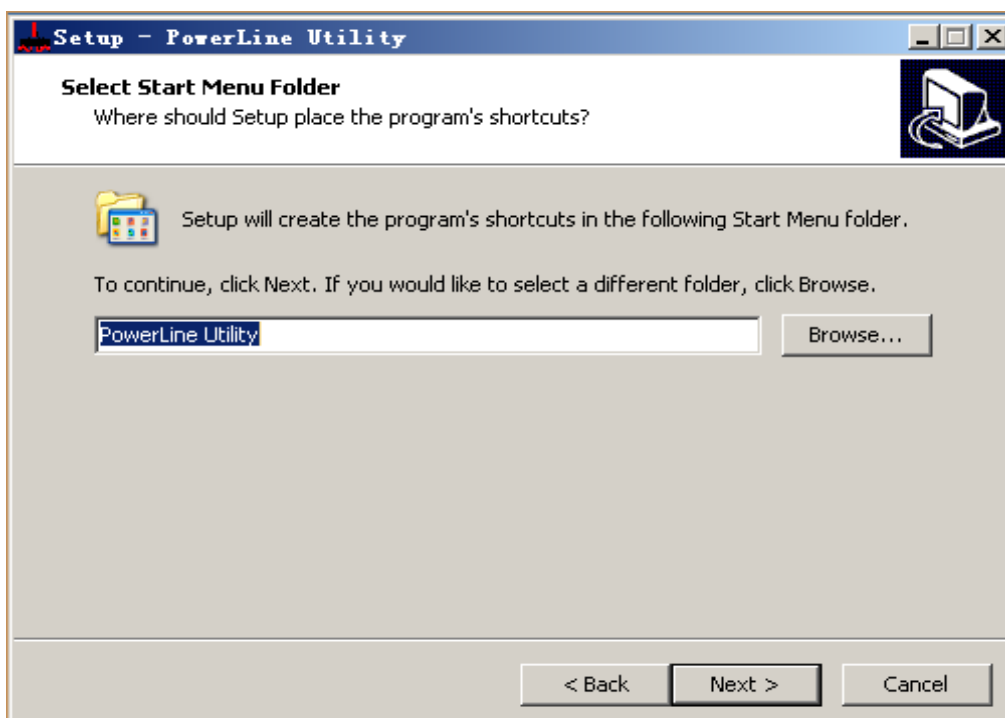 Setup - PowerLine Utility
Select Start Menu Folder
Where should Setup place the program's shortcuts?
Setup will create the program's shortcuts in the following Start Menu folder.
To continue, click Next. If you would like to select a different folder, click Browse.
PowerLine Utility
Browse...
< Back
Next >
Cancel